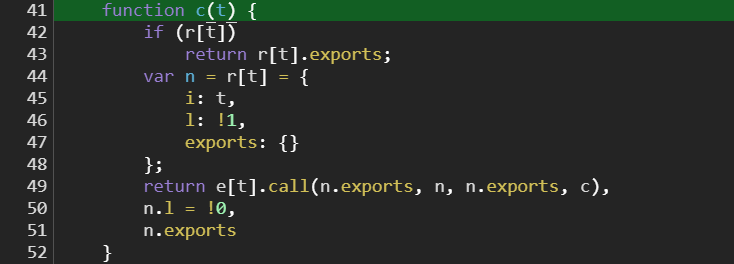 41 function c(t) {
42 if (r[t])
43 return r[t].exports;
44 var n = r[t] = {
45 i: t,
46 l: !1,
47 exports: {}
48 };
49 return e[t].call(n.exports, n, n.exports, c),
50 n.l = !0,
51 n.exports
52 }